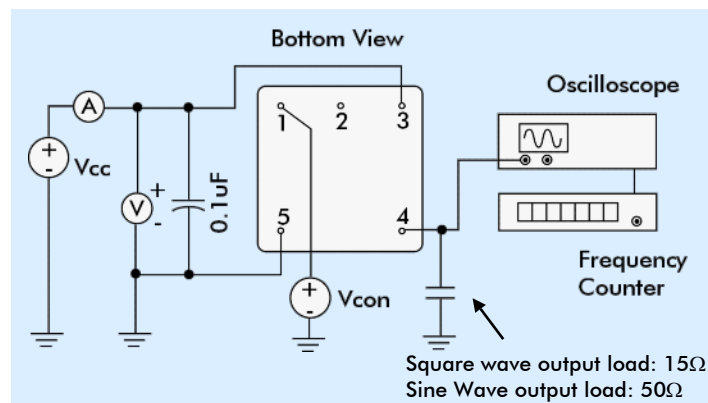 Bottom View
Oscilloscope
A
1
2
3
+
-
Vcc
V
+
-
0.1uF
5
4
+
-
Vcon
Frequency
Counter
Square wave output load: 15Ω
Sine Wave output load: 50Ω